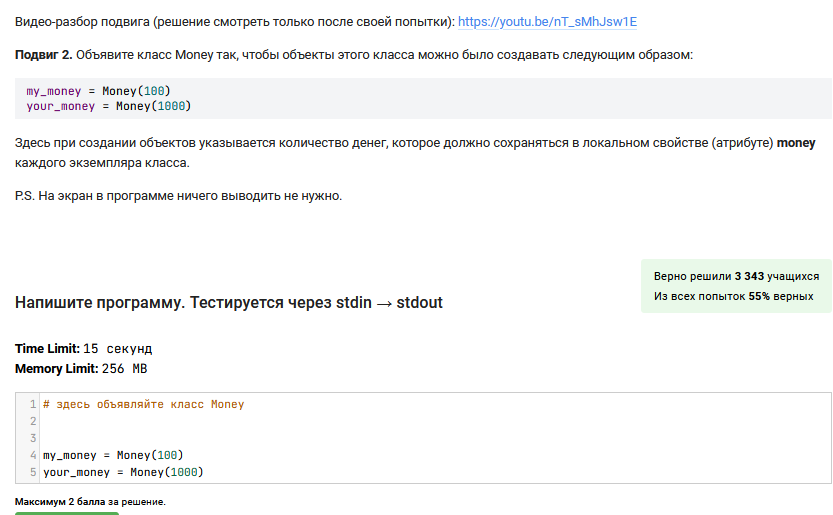 Видео-разбор подвига (решение смотреть только после своей попытки): https://youtu.be/nT_sMhJsw1E
Подвиг 2. Объявите класс Money так, чтобы объекты этого класса можно было создавать следующим образом:
my_money = Money(100)
your_money = Money(1000)
Здесь при создании объектов указывается количество денег, которое должно сохраняться в локальном свойстве (атрибуте) money
каждого экземпляра класса.
P.S. На экран в программе ничего выводить не нужно.
Верно решили 3 343 учащихся
Из всех попыток 55% верных
Напишите программу. Тестируется через stdin → stdout
Time Limit: 15 секунд
Memory Limit: 256 MB
1 # здесь объявляйте класс Money
2
3
4 my_money = Money(100)
5 your_money = Money(1000)
Максимум 2 балла за решение.